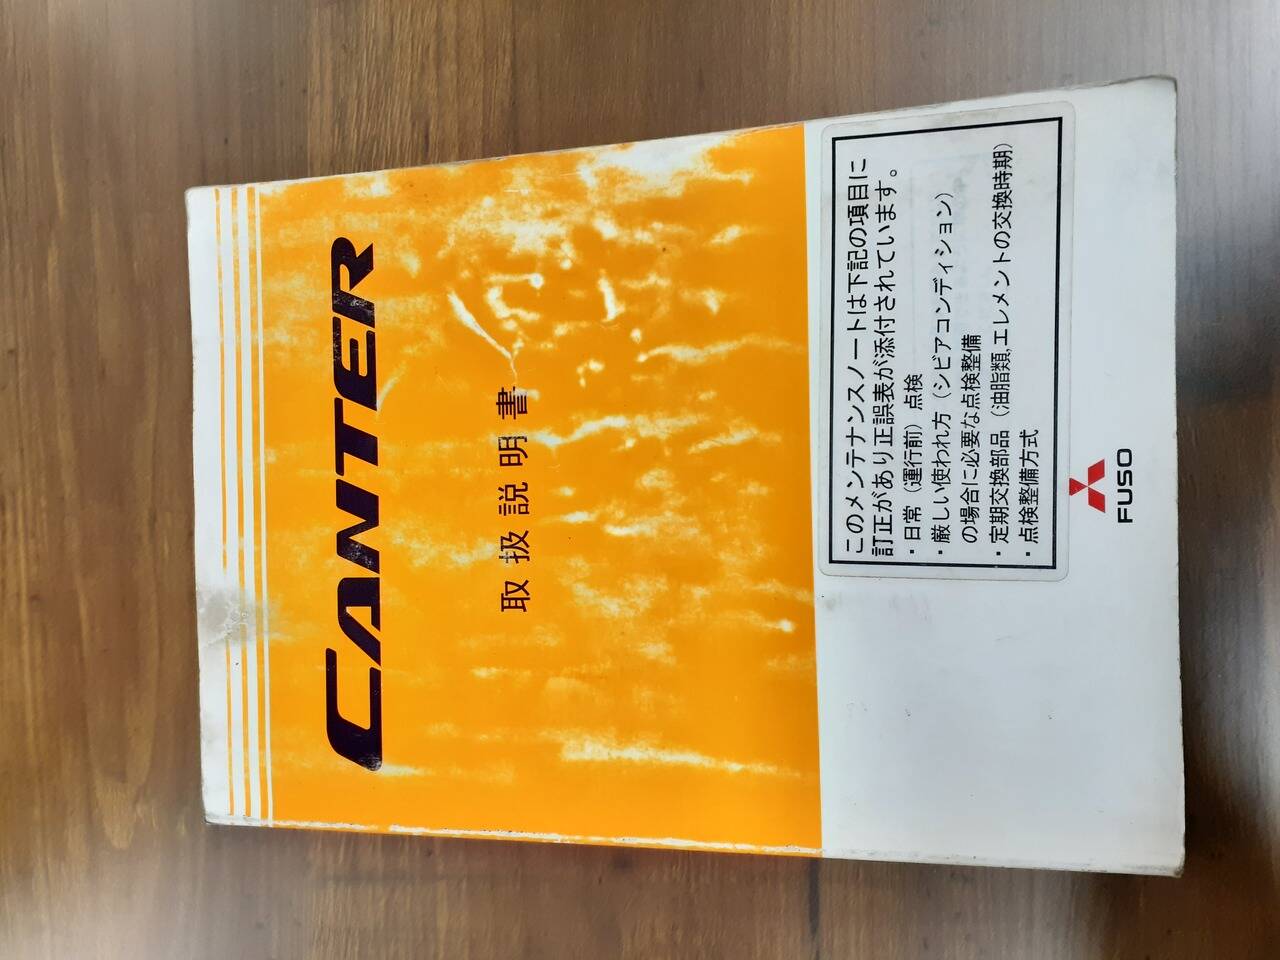 CANTER
取扱説明書
このメンテナンスノートは下記の項目に
訂正があり正誤表が添付されています。
・日常（運行前）点検
・厳しい使われ方（シビアコンディション）
の場合に必要な点検整備
・定期交換部品（油脂類,エレメントの交換時期）
・点検整備方式
FUSO